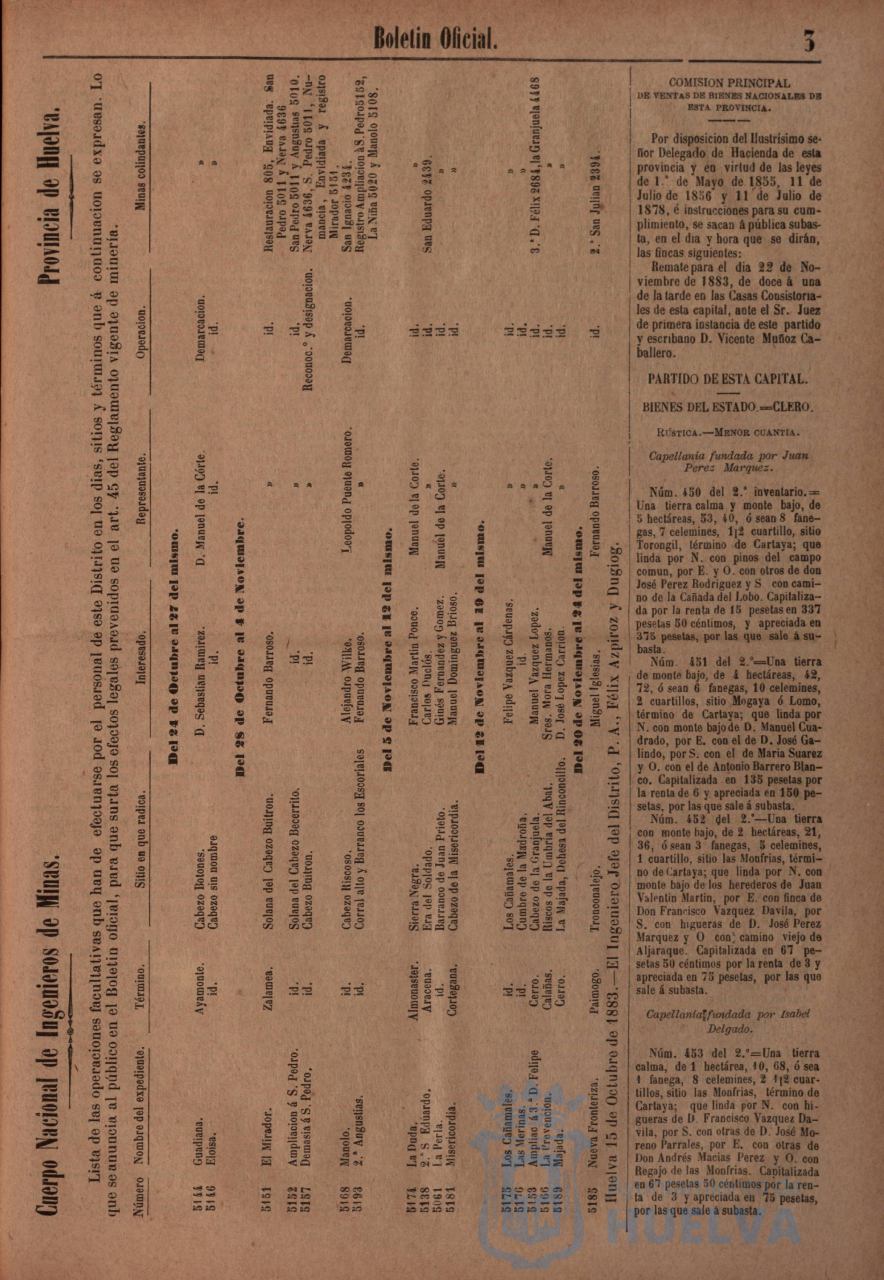 Boletin Oficial.
3
Cuerpo Nacional de Ingenieros de Minas. Provincia de Huelva.
Lista de las operaciones facultativas que han de efectuarse por el personal de este Distrito en los dias, sitios y términos que á continuacion se expresan. Lo
que se anuncia al público en el Boletin oficial, para que surta los efectos legales prevenidos en el art. 45 del Reglamento vigente de minería.
Número Nombre del expediente. Término. Sitio en que radica. Interesado. Representante. Operacion. Minas colindantes.
Del 24 de Octubre al 27 del mismo.
5144 Guadiana. Ayamonte. Cabezo Botones. D. Sebastian Ramirez. D. Manuel de la Córte. Demarcacion. »
5146 Eloisa. id. Cabezo sin nombre id. id. id. »
Del 28 de Octubre al 4 de Noviembre.
5151 El Mirador. Zalamea. Solana del Cabezo Buitron. Fernando Barroso. » id. Restauracion 805, Envidiada. San
Pedro 5011 y Nerva 4636
5152 Ampliacion á S. Pedro. id. Solana del Cabezo Becerrito. id. » id. San Pedro 5011 y Angustias 5010.
5157 Demasía á S. Pedro. id. Cabezo Buitron. id. » Reconoc.º y designacion. Nerva 4636, S. Pedro 5011, Nu-
mancia, Envidiada y registro
Mirador 5151.
5168 Manolo. id. Cabezo Riscoso. Alejandro Wilke. Leopoldo Puente Romero. Demarcacion. San Ignacio 4234.
5193 2.ª Angustias. id. Corral alto y Barranco los Escoriales Fernando Barroso. » id. Registro Ampliacion á S. Pedro 5152,
La Niña 5020 y Manolo 5108.
Del 5 de Noviembre al 12 del mismo.
5174 La Duda. Almonaster. Sierra Negra. Francisco Martin Ponce. Manuel de la Corte. id. »
5138 2.º S Eduardo. Aracena. Era del Soldado. Carlos Duclés. » id. San Eduardo 2439.
5061 La Perla. id. Barranco de Juan Prieto. Ginés Fernandez y Gomez. Manuel de la Corte. id. »
5181 Misericordia. Cortegana. Cabezo de la Misericordia. Manuel Dominguez Brioso. » id. »
Del 12 de Noviembre al 19 del mismo.
5175 Los Cañamales. id. Los Cañamales. Felipe Vazquez Cárdenas. » id. »
5176 Las Merinas. id. Cumbre de la Madroña. id. » id. »
5153 Ampliac á 3.ª D. Felipe Cerro. Cabezo de la Granjuela. Manuel Vazquez Lopez. » id. 3.ª D. Félix 2684, la Granjuela 4468
5166 La Prevencion. Calañas. Riscos de la Umbria del Abat. Sres. Mora Hermanos. Manuel de la Corte. id. »
5189 Majada. Cerro. La Majada, Dehesa del Rinconcillo. D. José Lopez Carrion. » id. »
Del 20 de Noviembre al 24 del mismo.
5185 Nueva Fronteriza. Paimogo. Tronconalejo. Miguel Iglesias. Fernando Barroso. id. 2.ª San Julian 2394.
Huelva 15 de Octubre de 1883.—El Ingeniero Jefe del Distrito, P. A., Félix Azpiroz y Dugiog.
COMISION PRINCIPAL
DE VENTAS DE BIENES NACIONALES DE
ESTA PROVINCIA.
Por disposicion del Ilustrísimo se-
ñor Delegado de Hacienda de esta
provincia y en virtud de las leyes
de 1.º de Mayo de 1855, 11 de
Julio de 1856 y 11 de Julio de
1878, é instrucciones para su cum-
plimiento, se sacan á pública subas-
ta, en el dia y hora que se dirán,
las fincas siguientes:
Remate para el dia 22 de No-
viembre de 1883, de doce á una
de la tarde en las Casas Consistoria-
les de esta capital, ante el Sr. Juez
de primera instancia de este partido
y escribano D. Vicente Muñoz Ca-
ballero.
PARTIDO DE ESTA CAPITAL.
BIENES DEL ESTADO.=CLERO.
RÚSTICA.—MENOR CUANTIA.
Capellanía fundada por Juan
Perez Marquez.
Núm. 450 del 2.º inventario.=
Una tierra calma y monte bajo, de
5 hectáreas, 53, 40, ó sean 8 fane-
gas, 7 celemines, 1¡2 cuartillo, sitio
Torongil, término de Cartaya; que
linda por N. con pinos del campo
comun, por E. y O. con otros de don
José Perez Rodriguez y S con cami-
no de la Cañada del Lobo. Capitaliza-
da por la renta de 15 pesetas en 337
pesetas 50 céntimos, y apreciada en
375 pesetas, por las que sale á su-
basta.
Núm. 451 del 2.º=Una tierra
de monte bajo, de 4 hectáreas, 42,
72, ó sean 6 fanegas, 10 celemines,
2 cuartillos, sitio Mogaya ó Lomo,
término de Cartaya; que linda por
N. con monte bajo de D. Manuel Cua-
drado, por E. con el de D. José Ga-
lindo, por S. con el de Maria Suarez
y O. con el de Antonio Barrero Blan-
co. Capitalizada en 135 pesetas por
la renta de 6 y apreciada en 150 pe-
setas, por las que sale á subasta.
Núm. 452 del 2.º—Una tierra
con monte bajo, de 2 hectáreas, 21,
36, ó sean 3 fanegas, 5 celemines,
1 cuartillo, sitio las Monfrias, térmi-
no de Cartaya; que linda por N. con
monte bajo de los herederos de Juan
Valentin Martin, por E. con finca de
Don Francisco Vazquez Davila, por
S. con higueras de D. José Perez
Marquez y O con camino viejo de
Aljaraque. Capitalizada en 67 pe-
setas 50 céntimos por la renta de 3 y
apreciada en 75 pesetas, por las que
sale á subasta.
Capellanía fundada por Isabel
Delgado.
Núm. 453 del 2.º=Una tierra
calma, de 1 hectárea, 10, 68, ó sea
1 fanega, 8 celemines, 2 1¡2 cuar-
tillos, sitio las Monfrias, término de
Cartaya; que linda por N. con hi-
gueras de D. Francisco Vazquez Da-
vila, por S. con otras de D. José Mo-
reno Parrales, por E. con otras de
Don Andrés Macias Perez y O. con
Regajo de las Monfrias. Capitalizada
en 67 pesetas 50 céntimos por la ren-
ta de 3 y apreciada en 75 pesetas,
por las que sale á subasta.
HUELVA